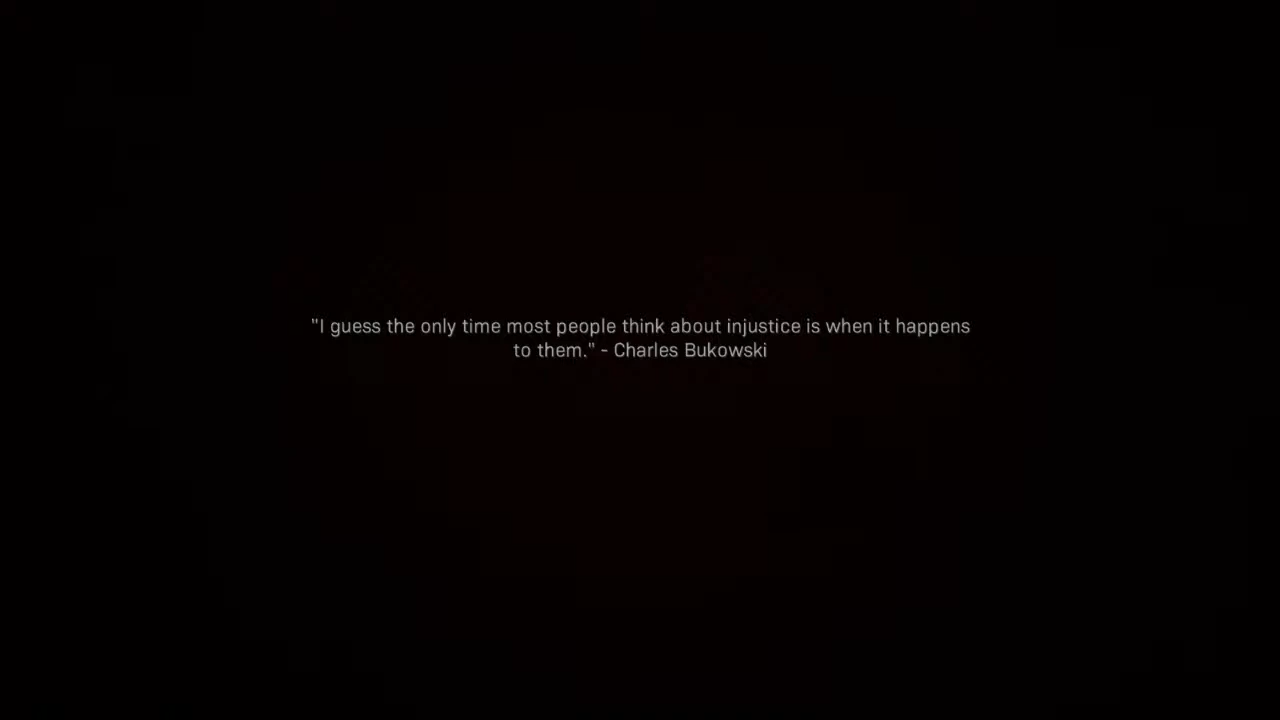 "I guess the only time most people think about injustice is when it happens
to them." - Charles Bukowski